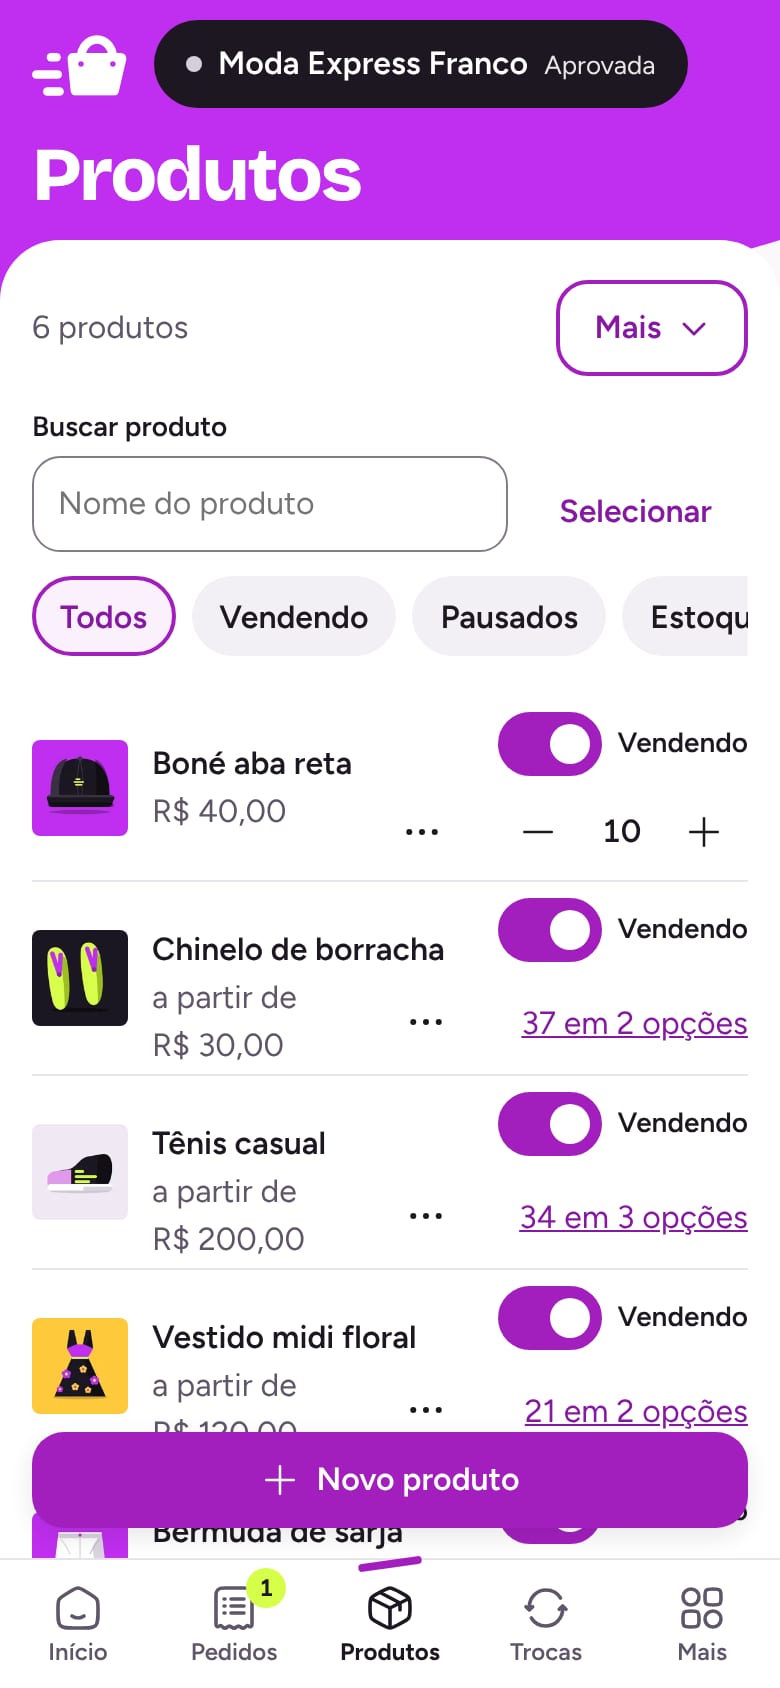 Moda Express Franco Aprovada
Produtos
6 produtos
Mais
Buscar produto
Nome do produto
Selecionar
Todos
Vendendo
Pausados
Estoqu
Boné aba reta
R$ 40,00
Vendendo
10
Chinelo de borracha
a partir de
R$ 30,00
Vendendo
37 em 2 opções
Tênis casual
a partir de
R$ 200,00
Vendendo
34 em 3 opções
Vestido midi floral
a partir de
R$ 120,00
Vendendo
21 em 2 opções
Novo produto
Bermuda de sarja
Início
Pedidos
1
Produtos
Trocas
Mais